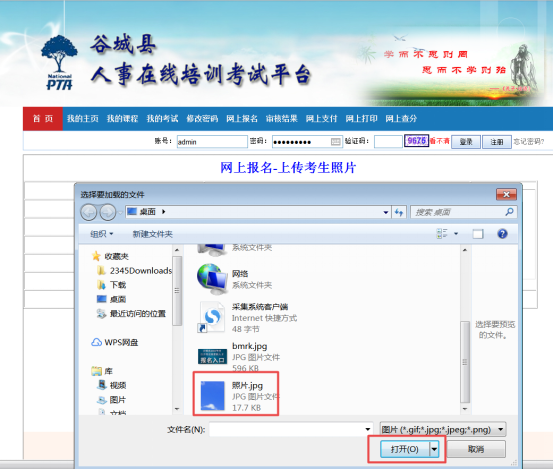 谷城县
人事在线培训考试平台
National
PTA
学而不思则罔
思而不学则殆
首 页 我的主页 我的课程 我的考试 修改密码 网上报名 审核结果 网上支付 网上打印 网上查分
账号: admin 密码: ●●●●●●●●● 验证码: 9675 看不清 登录 注册 忘记密码?
网上报名-上传考生照片
选择要加载的文件
桌面
搜索 桌面
组织 新建文件夹
收藏夹
2345Downloads
下载
桌面
最近访问的位置
WPS网盘
库
视频
图片
文档
系统文件夹
网络
系统文件夹
采集系统客户端
Internet 快捷方式
48 字节
bmrk.jpg
JPG 图片文件
596 KB
照片.jpg
JPG 图片文件
17.7 KB
选择要预览
的文件。
文件名(N):
图片 (*.gif;*.jpg;*.jpeg;*.png)
打开(O) 取消